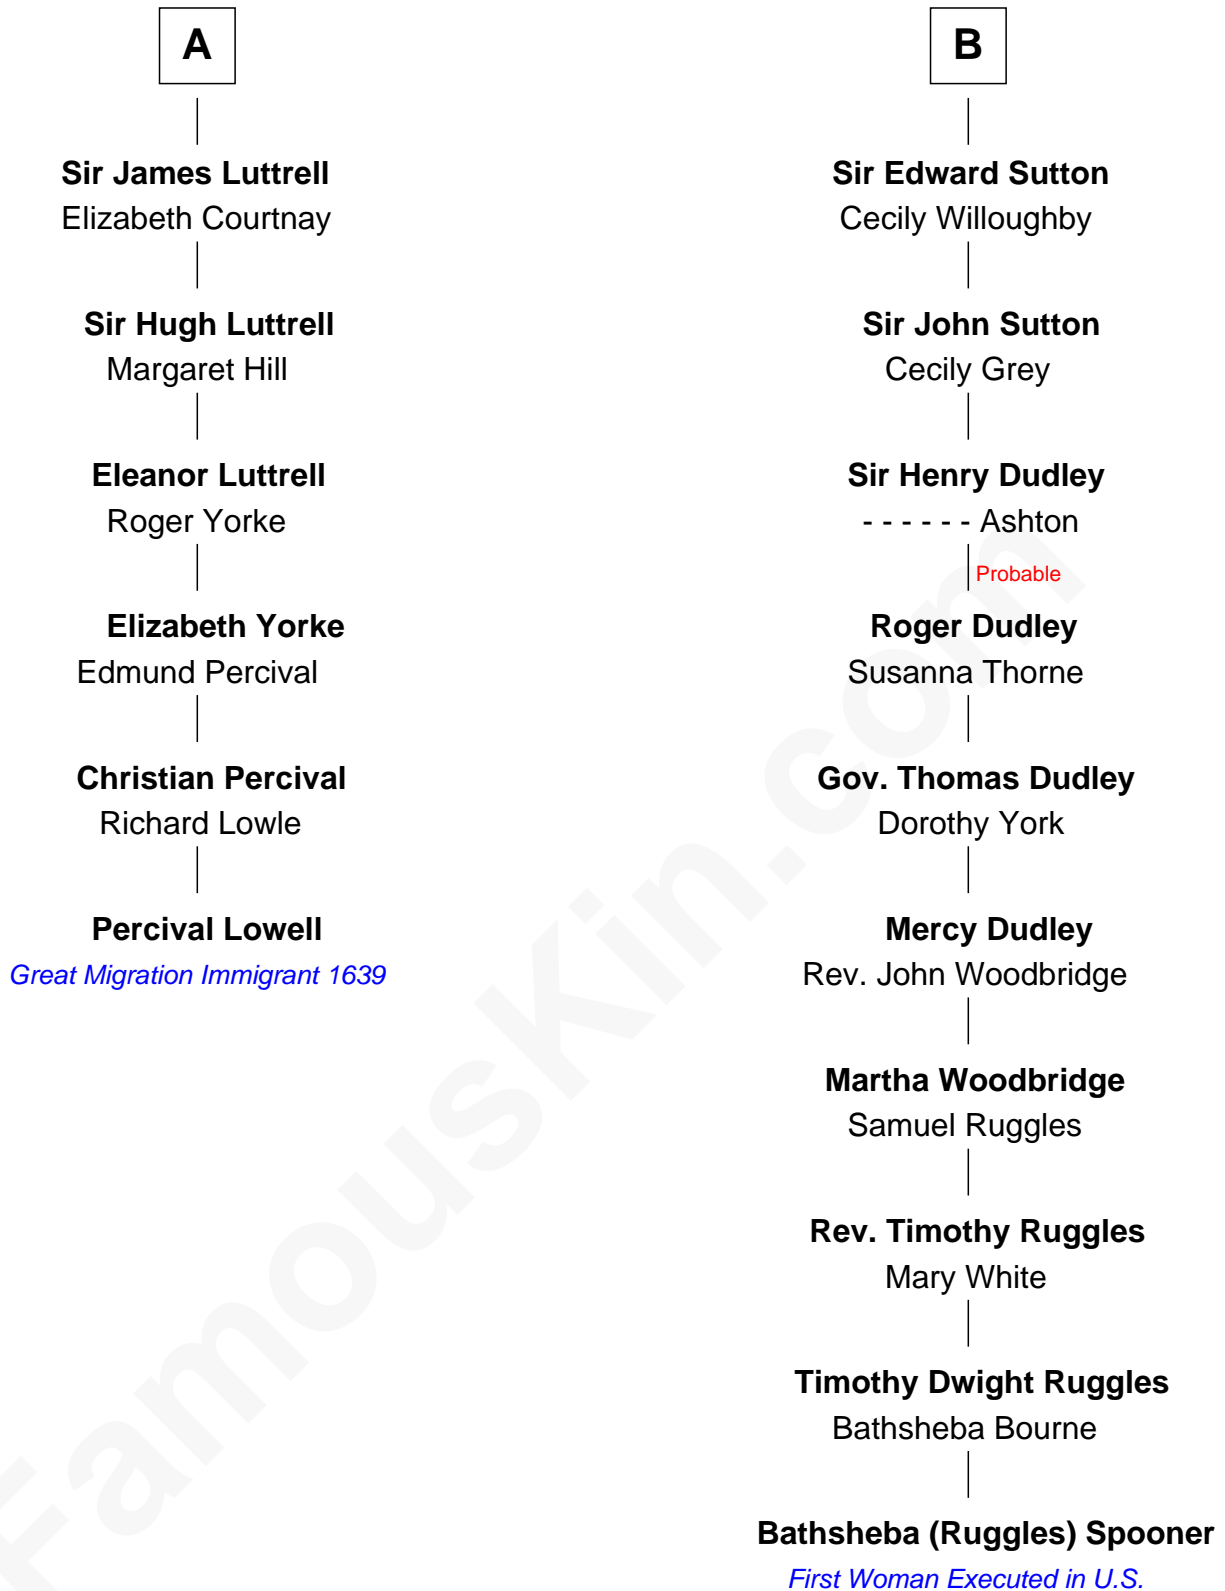 A
Sir James Luttrell
Elizabeth Courtnay
Sir Hugh Luttrell
Margaret Hill
Eleanor Luttrell
Roger Yorke
Elizabeth Yorke
Edmund Percival
Christian Percival
Richard Lowle
Percival Lowell
Great Migration Immigrant 1639
B
Sir Edward Sutton
Cecily Willoughby
Sir John Sutton
Cecily Grey
Sir Henry Dudley
- - - - - - Ashton
Probable
Roger Dudley
Susanna Thorne
Gov. Thomas Dudley
Dorothy York
Mercy Dudley
Rev. John Woodbridge
Martha Woodbridge
Samuel Ruggles
Rev. Timothy Ruggles
Mary White
Timothy Dwight Ruggles
Bathsheba Bourne
Bathsheba (Ruggles) Spooner
First Woman Executed in U.S.
FamousKin.com